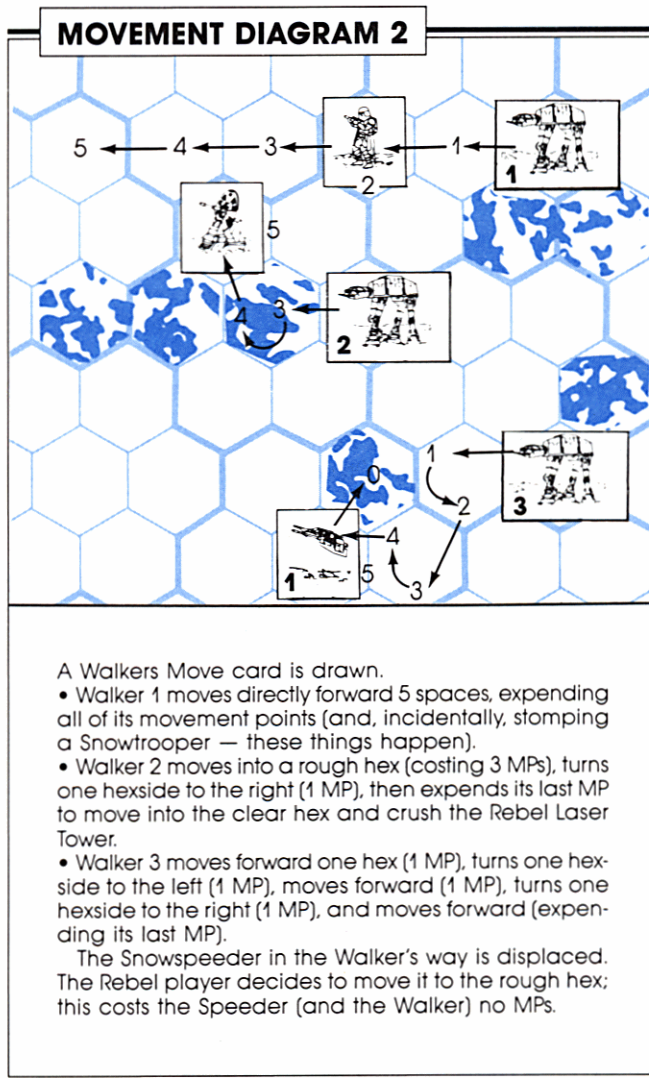 MOVEMENT DIAGRAM 2
5 4 3 1 1
2
5
4 3
2
1
3
2
0
4
1 5
3
A Walkers Move card is drawn.
• Walker 1 moves directly forward 5 spaces, expending
all of its movement points (and, incidentally, stomping
a Snowtrooper — these things happen).
• Walker 2 moves into a rough hex (costing 3 MPs), turns
one hexside to the right (1 MP), then expends its last MP
to move into the clear hex and crush the Rebel Laser
Tower.
• Walker 3 moves forward one hex (1 MP), turns one hex-
side to the left (1 MP), moves forward (1 MP), turns one
hexside to the right (1 MP), and moves forward (expen-
ding its last MP).
The Snowspeeder in the Walker's way is displaced.
The Rebel player decides to move it to the rough hex;
this costs the Speeder (and the Walker) no MPs.